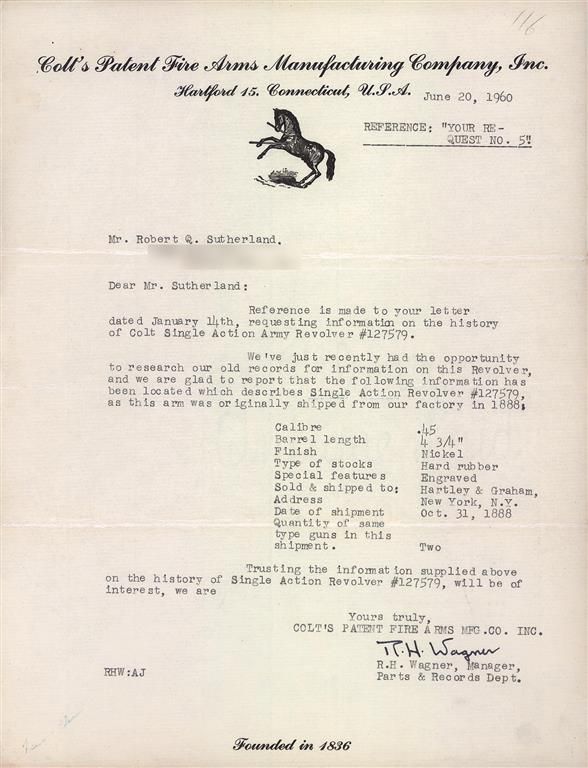 116
Colt's Patent Fire Arms Manufacturing Company, Inc.
Hartford 15, Connecticut, U.S.A.
June 20, 1960
REFERENCE: "YOUR RE-
QUEST NO. 5".
Mr. Robert Q. Sutherland.
Dear Mr. Sutherland:
Reference is made to your letter
dated January 14th, requesting information on the history
of Colt Single Action Army Revolver #127579.
We've just recently had the opportunity
to research our old records for information on this Revolver,
and we are glad to report that the following information has
been located which describes Single Action Revolver #127579,
as this arm was originally shipped from our factory in 1888:
Calibre .45
Barrel length 4 3/4"
Finish Nickel
Type of stocks Hard rubber
Special features Engraved
Sold & shipped to: Hartley & Graham,
Address New York, N.Y.
Date of shipment Oct. 31, 1888
Quantity of same
type guns in this
shipment. Two
Trusting the information supplied above
on the history of Single Action Revolver #127579, will be of
interest, we are
Yours truly,
COLT'S PATENT FIRE ARMS MFG.CO. INC.
R.H. Wagner
R.H. Wagner, Manager,
Parts & Records Dept.
RHW:AJ
Founded in 1836